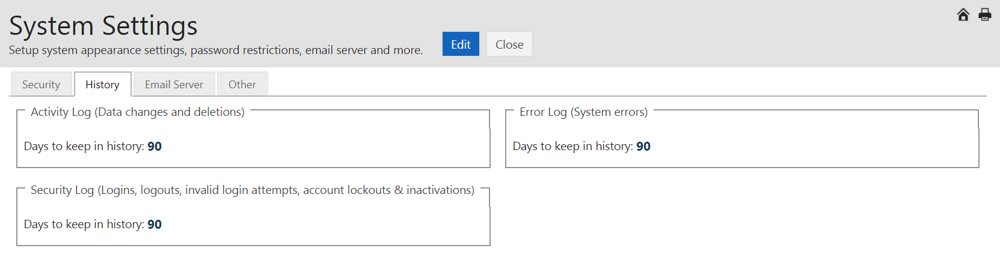 System Settings
Setup system appearance settings, password restrictions, email server and more.
Edit Close
Security History Email Server Other
Activity Log (Data changes and deletions)
Days to keep in history: 90
Error Log (System errors)
Days to keep in history: 90
Security Log (Logins, logouts, invalid login attempts, account lockouts & inactivations)
Days to keep in history: 90